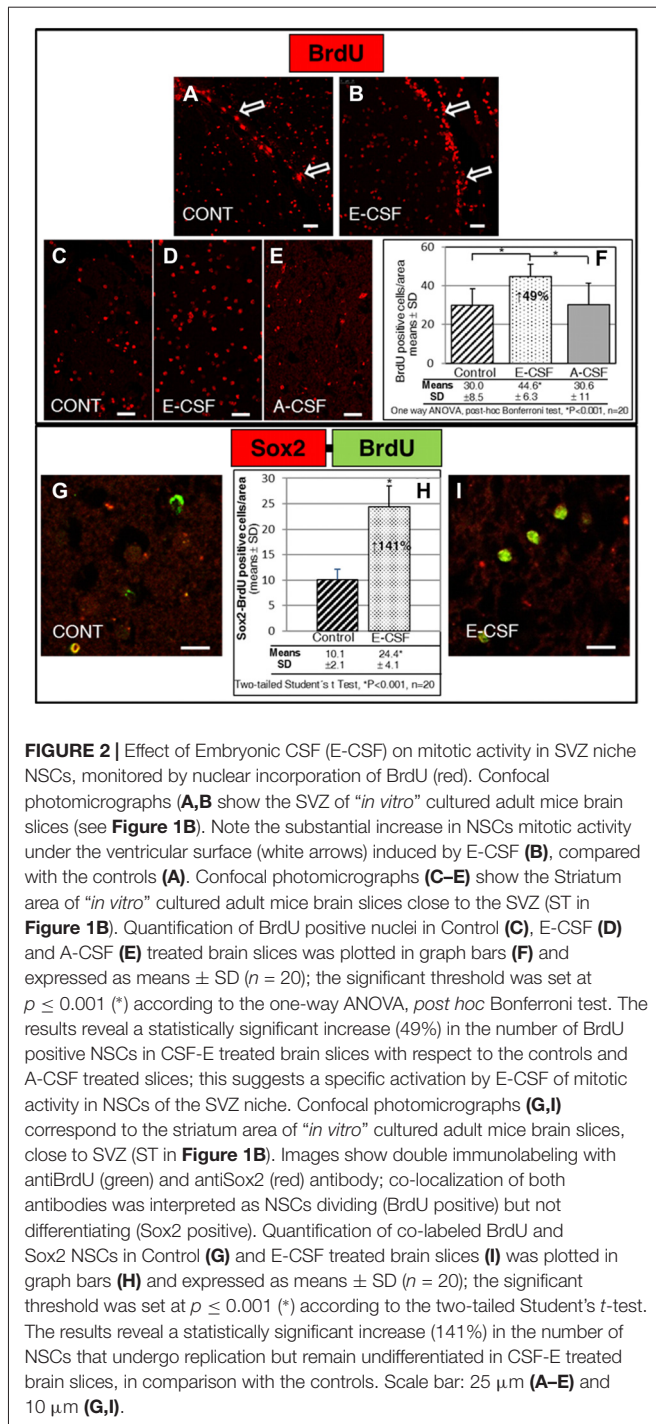 BrdU
A
B
CONT
E-CSF
C
D
E
F
CONT
E-CSF
A-CSF
BrdU positive cells/area
means ± SD
60
40
20
0
*
*
↑49%
Control E-CSF A-CSF
Means 30.0 44.6* 30.6
SD ±8.5 ± 6.3 ± 11
One way ANOVA, post-hoc Bonferroni test, *P<0.001, n=20
Sox2 BrdU
G
H
I
CONT
E-CSF
Sox2-BrdU positive cells/area
(means ± SD)
30
25
20
15
10
5
0
*
↑141%
Control E-CSF
Means 10.1 24.4*
SD ±2.1 ± 4.1
Two-tailed Student's t Test, *P<0.001, n=20
FIGURE 2 | Effect of Embryonic CSF (E-CSF) on mitotic activity in SVZ niche
NSCs, monitored by nuclear incorporation of BrdU (red). Confocal
photomicrographs (A,B show the SVZ of "in vitro" cultured adult mice brain
slices (see Figure 1B). Note the substantial increase in NSCs mitotic activity
under the ventricular surface (white arrows) induced by E-CSF (B), compared
with the controls (A). Confocal photomicrographs (C–E) show the Striatum
area of "in vitro" cultured adult mice brain slices close to the SVZ (ST in
Figure 1B). Quantification of BrdU positive nuclei in Control (C), E-CSF (D)
and A-CSF (E) treated brain slices was plotted in graph bars (F) and
expressed as means ± SD (n = 20); the significant threshold was set at
p ≤ 0.001 (*) according to the one-way ANOVA, post hoc Bonferroni test. The
results reveal a statistically significant increase (49%) in the number of BrdU
positive NSCs in CSF-E treated brain slices with respect to the controls and
A-CSF treated slices; this suggests a specific activation by E-CSF of mitotic
activity in NSCs of the SVZ niche. Confocal photomicrographs (G,I)
correspond to the striatum area of "in vitro" cultured adult mice brain slices,
close to SVZ (ST in Figure 1B). Images show double immunolabeling with
antiBrdU (green) and antiSox2 (red) antibody; co-localization of both
antibodies was interpreted as NSCs dividing (BrdU positive) but not
differentiating (Sox2 positive). Quantification of co-labeled BrdU and
Sox2 NSCs in Control (G) and E-CSF treated brain slices (I) was plotted in
graph bars (H) and expressed as means ± SD (n = 20); the significant
threshold was set at p ≤ 0.001 (*) according to the two-tailed Student's t-test.
The results reveal a statistically significant increase (141%) in the number of
NSCs that undergo replication but remain undifferentiated in CSF-E treated
brain slices, in comparison with the controls. Scale bar: 25 μm (A–E) and
10 μm (G,I).